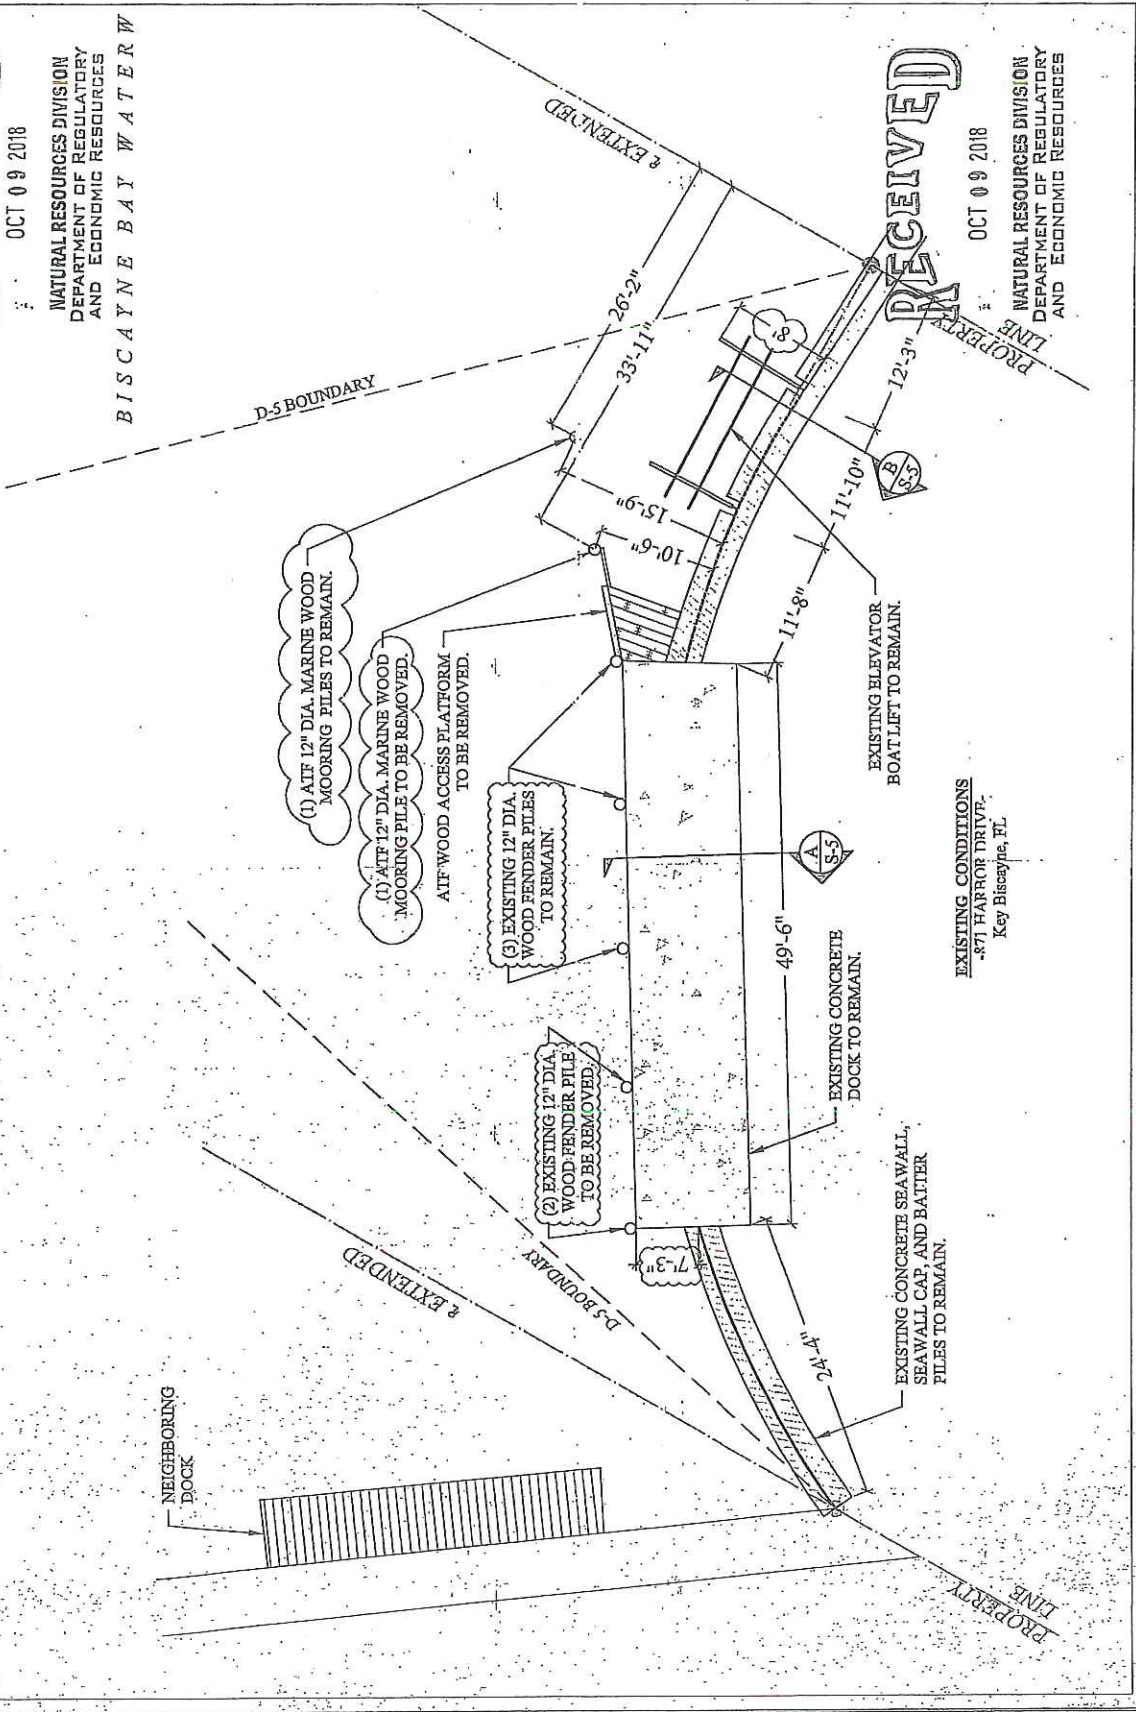 OCT 09 2018
NATURAL RESOURCES DIVISION
DEPARTMENT OF REGULATORY
AND ECONOMIC RESOURCES
BISCAYNE BAY WATERW
NEIGHBORING
DOCK
PROPERTY
LINE
℄ EXTENDED
D-5 BOUNDARY
(2) EXISTING 12" DIA.
WOOD FENDER PILE
TO BE REMOVED.
(3) EXISTING 12" DIA.
WOOD FENDER PILES
TO REMAIN.
ATF WOOD ACCESS PLATFORM
TO BE REMOVED.
(1) ATF 12" DIA. MARINE WOOD
MOORING PILE TO BE REMOVED.
(1) ATF 12" DIA. MARINE WOOD
MOORING PILES TO REMAIN.
D-5 BOUNDARY
℄ EXTENDED
26'-2"
33'-11"
8'
15'-9"
10'-6"
7'-3"
24'-4"
49'-6"
11'-8"
11'-10"
12'-3"
A
S-5
B
S-5
EXISTING CONCRETE SEAWALL,
SEAWALL CAP, AND BATTER
PILES TO REMAIN.
EXISTING CONCRETE
DOCK TO REMAIN.
EXISTING ELEVATOR
BOAT LIFT TO REMAIN.
PROPERTY
LINE
EXISTING CONDITIONS
-871 HARBOR DRIVE-
Key Biscayne, FL
RECEIVED
OCT 09 2018
NATURAL RESOURCES DIVISION
DEPARTMENT OF REGULATORY
AND ECONOMIC RESOURCES